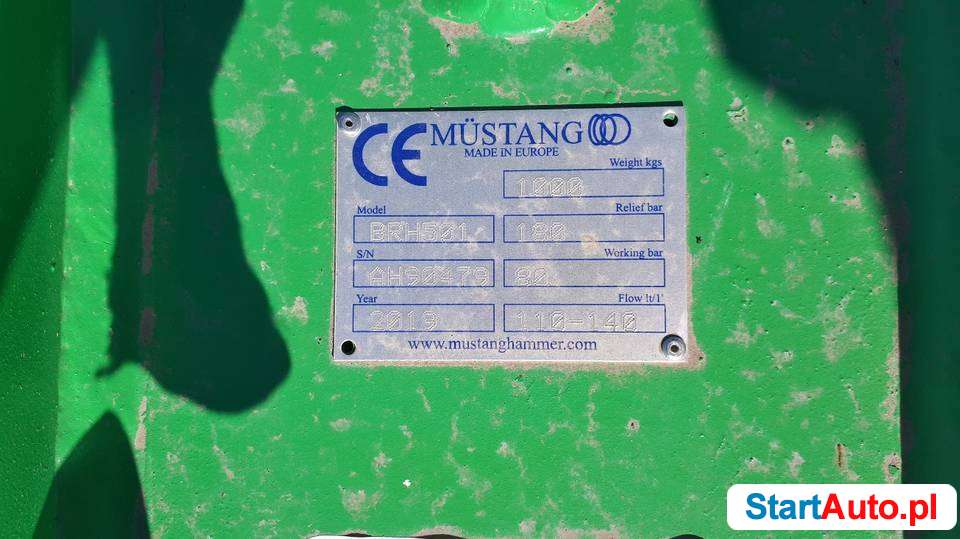 CE MÜSTANG
MADE iN EUROPE
Weight kgs
1000
Model Relief bar
BRH501 180
S/N Working bar
AH90479 80
Year Flow lt/1'
2019 110-140
www.mustanghammer.com
StartAuto.pl